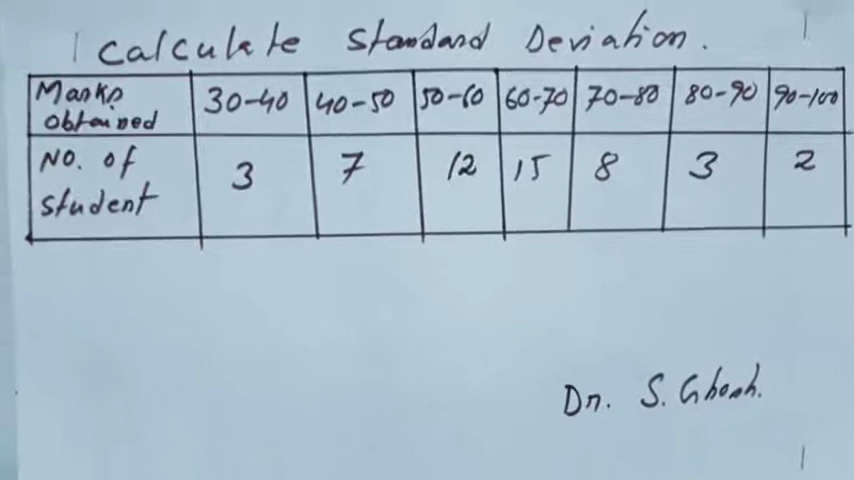 Calculate Standard Deviation.
Marks obtained 30-40 40-50 50-60 60-70 70-80 80-90 90-100
No. of student 3 7 12 15 8 3 2
Dr. S. Ghosh.